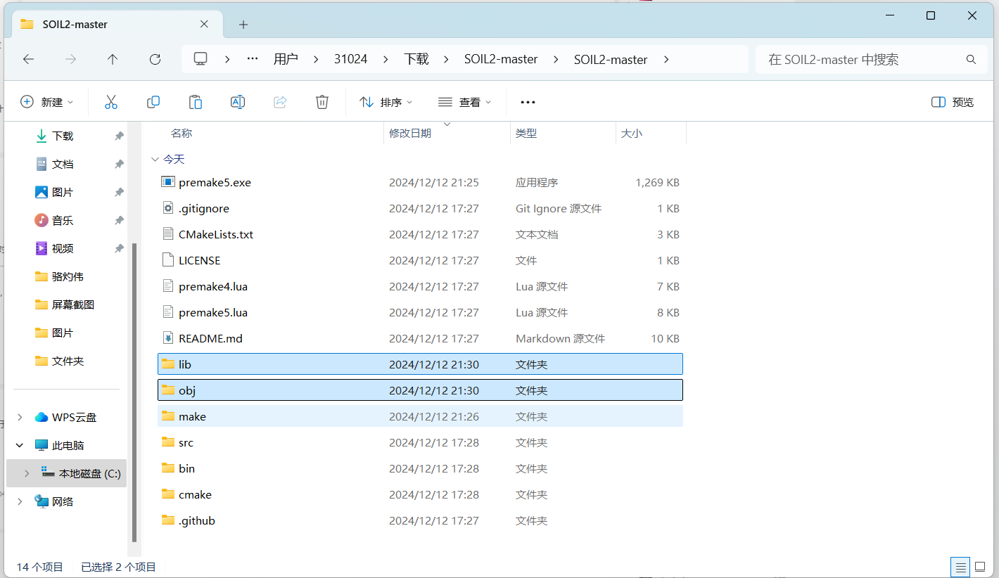 SOIL2-master
用户 31024 下载 SOIL2-master SOIL2-master
在 SOIL2-master 中搜索
新建 排序 查看 预览
下载
文档
图片
音乐
视频
骆灼伟
屏幕截图
图片
文件夹
WPS云盘
此电脑
本地磁盘 (C:)
网络
名称 修改日期 类型 大小
今天
premake5.exe 2024/12/12 21:25 应用程序 1,269 KB
.gitignore 2024/12/12 17:27 Git Ignore 源文件 1 KB
CMakeLists.txt 2024/12/12 17:27 文本文档 3 KB
LICENSE 2024/12/12 17:27 文件 1 KB
premake4.lua 2024/12/12 17:27 Lua 源文件 7 KB
premake5.lua 2024/12/12 17:27 Lua 源文件 8 KB
README.md 2024/12/12 17:27 Markdown 源文件 10 KB
lib 2024/12/12 21:30 文件夹
obj 2024/12/12 21:30 文件夹
make 2024/12/12 21:26 文件夹
src 2024/12/12 17:28 文件夹
bin 2024/12/12 17:28 文件夹
cmake 2024/12/12 17:28 文件夹
.github 2024/12/12 17:27 文件夹
14 个项目 已选择 2 个项目